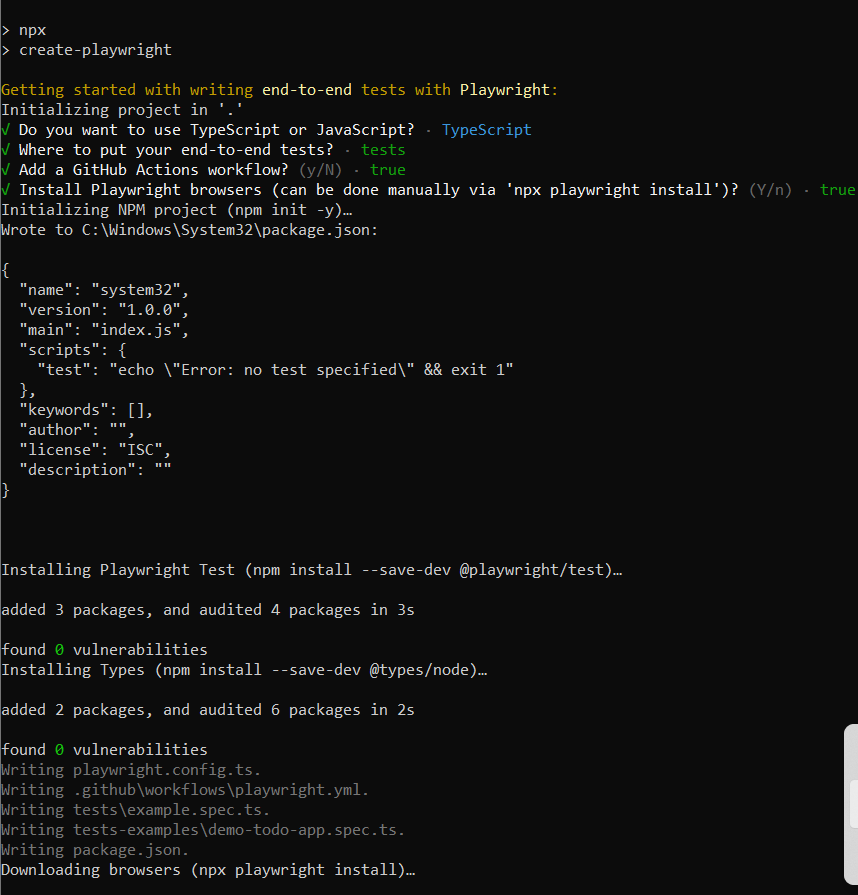 > npx
> create-playwright
Getting started with writing end-to-end tests with Playwright:
Initializing project in '.'
√ Do you want to use TypeScript or JavaScript? · TypeScript
√ Where to put your end-to-end tests? · tests
√ Add a GitHub Actions workflow? (y/N) · true
√ Install Playwright browsers (can be done manually via 'npx playwright install')? (Y/n) · true
Initializing NPM project (npm init -y)…
Wrote to C:\Windows\System32\package.json:
{
  "name": "system32",
  "version": "1.0.0",
  "main": "index.js",
  "scripts": {
    "test": "echo \"Error: no test specified\" && exit 1"
  },
  "keywords": [],
  "author": "",
  "license": "ISC",
  "description": ""
}
Installing Playwright Test (npm install --save-dev @playwright/test)…
added 3 packages, and audited 4 packages in 3s
found 0 vulnerabilities
Installing Types (npm install --save-dev @types/node)…
added 2 packages, and audited 6 packages in 2s
found 0 vulnerabilities
Writing playwright.config.ts.
Writing .github\workflows\playwright.yml.
Writing tests\example.spec.ts.
Writing tests-examples\demo-todo-app.spec.ts.
Writing package.json.
Downloading browsers (npx playwright install)…